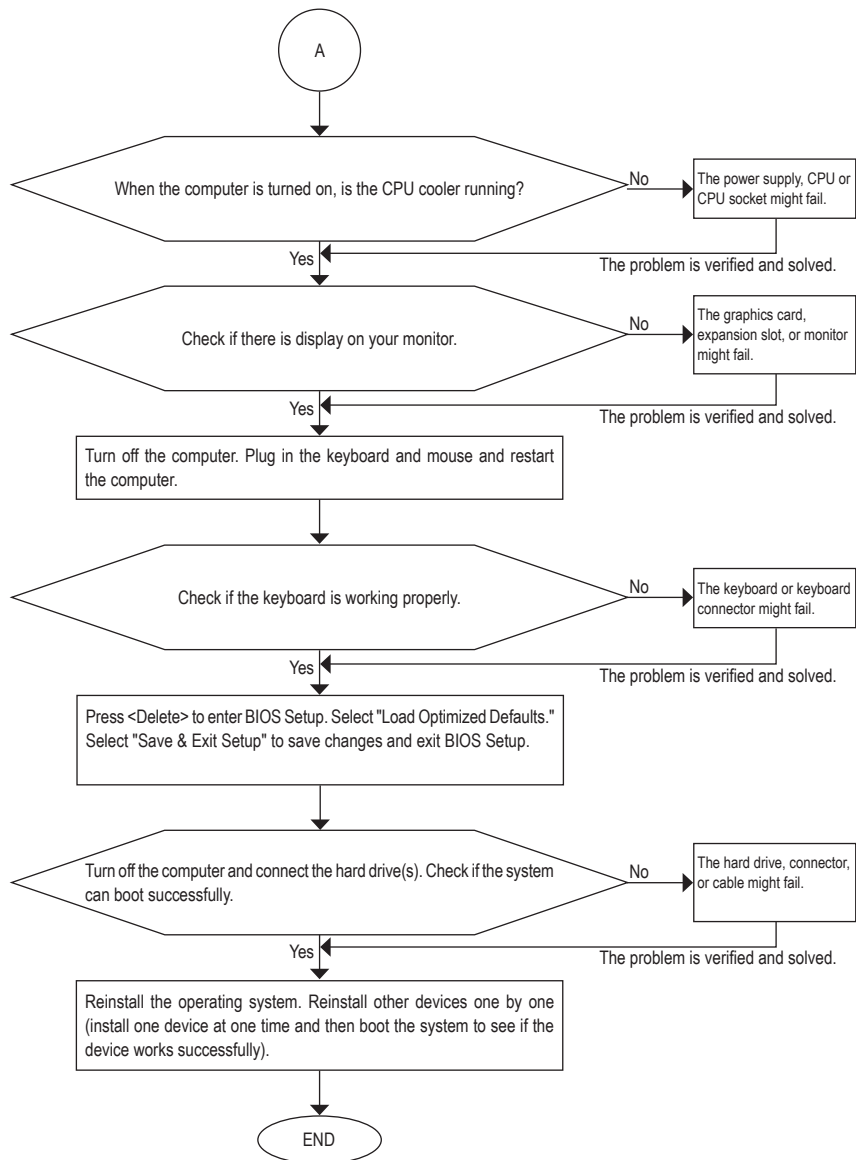 A
When the computer is turned on, is the CPU cooler running?
No
The power supply, CPU or
CPU socket might fail.
Yes
The problem is verified and solved.
Check if there is display on your monitor.
No
The graphics card,
expansion slot, or monitor
might fail.
Yes
The problem is verified and solved.
Turn off the computer. Plug in the keyboard and mouse and restart
the computer.
Check if the keyboard is working properly.
No
The keyboard or keyboard
connector might fail.
Yes
The problem is verified and solved.
Press <Delete> to enter BIOS Setup. Select "Load Optimized Defaults."
Select "Save & Exit Setup" to save changes and exit BIOS Setup.
Turn off the computer and connect the hard drive(s). Check if the system
can boot successfully.
No
The hard drive, connector,
or cable might fail.
Yes
The problem is verified and solved.
Reinstall the operating system. Reinstall other devices one by one
(install one device at one time and then boot the system to see if the
device works successfully).
END